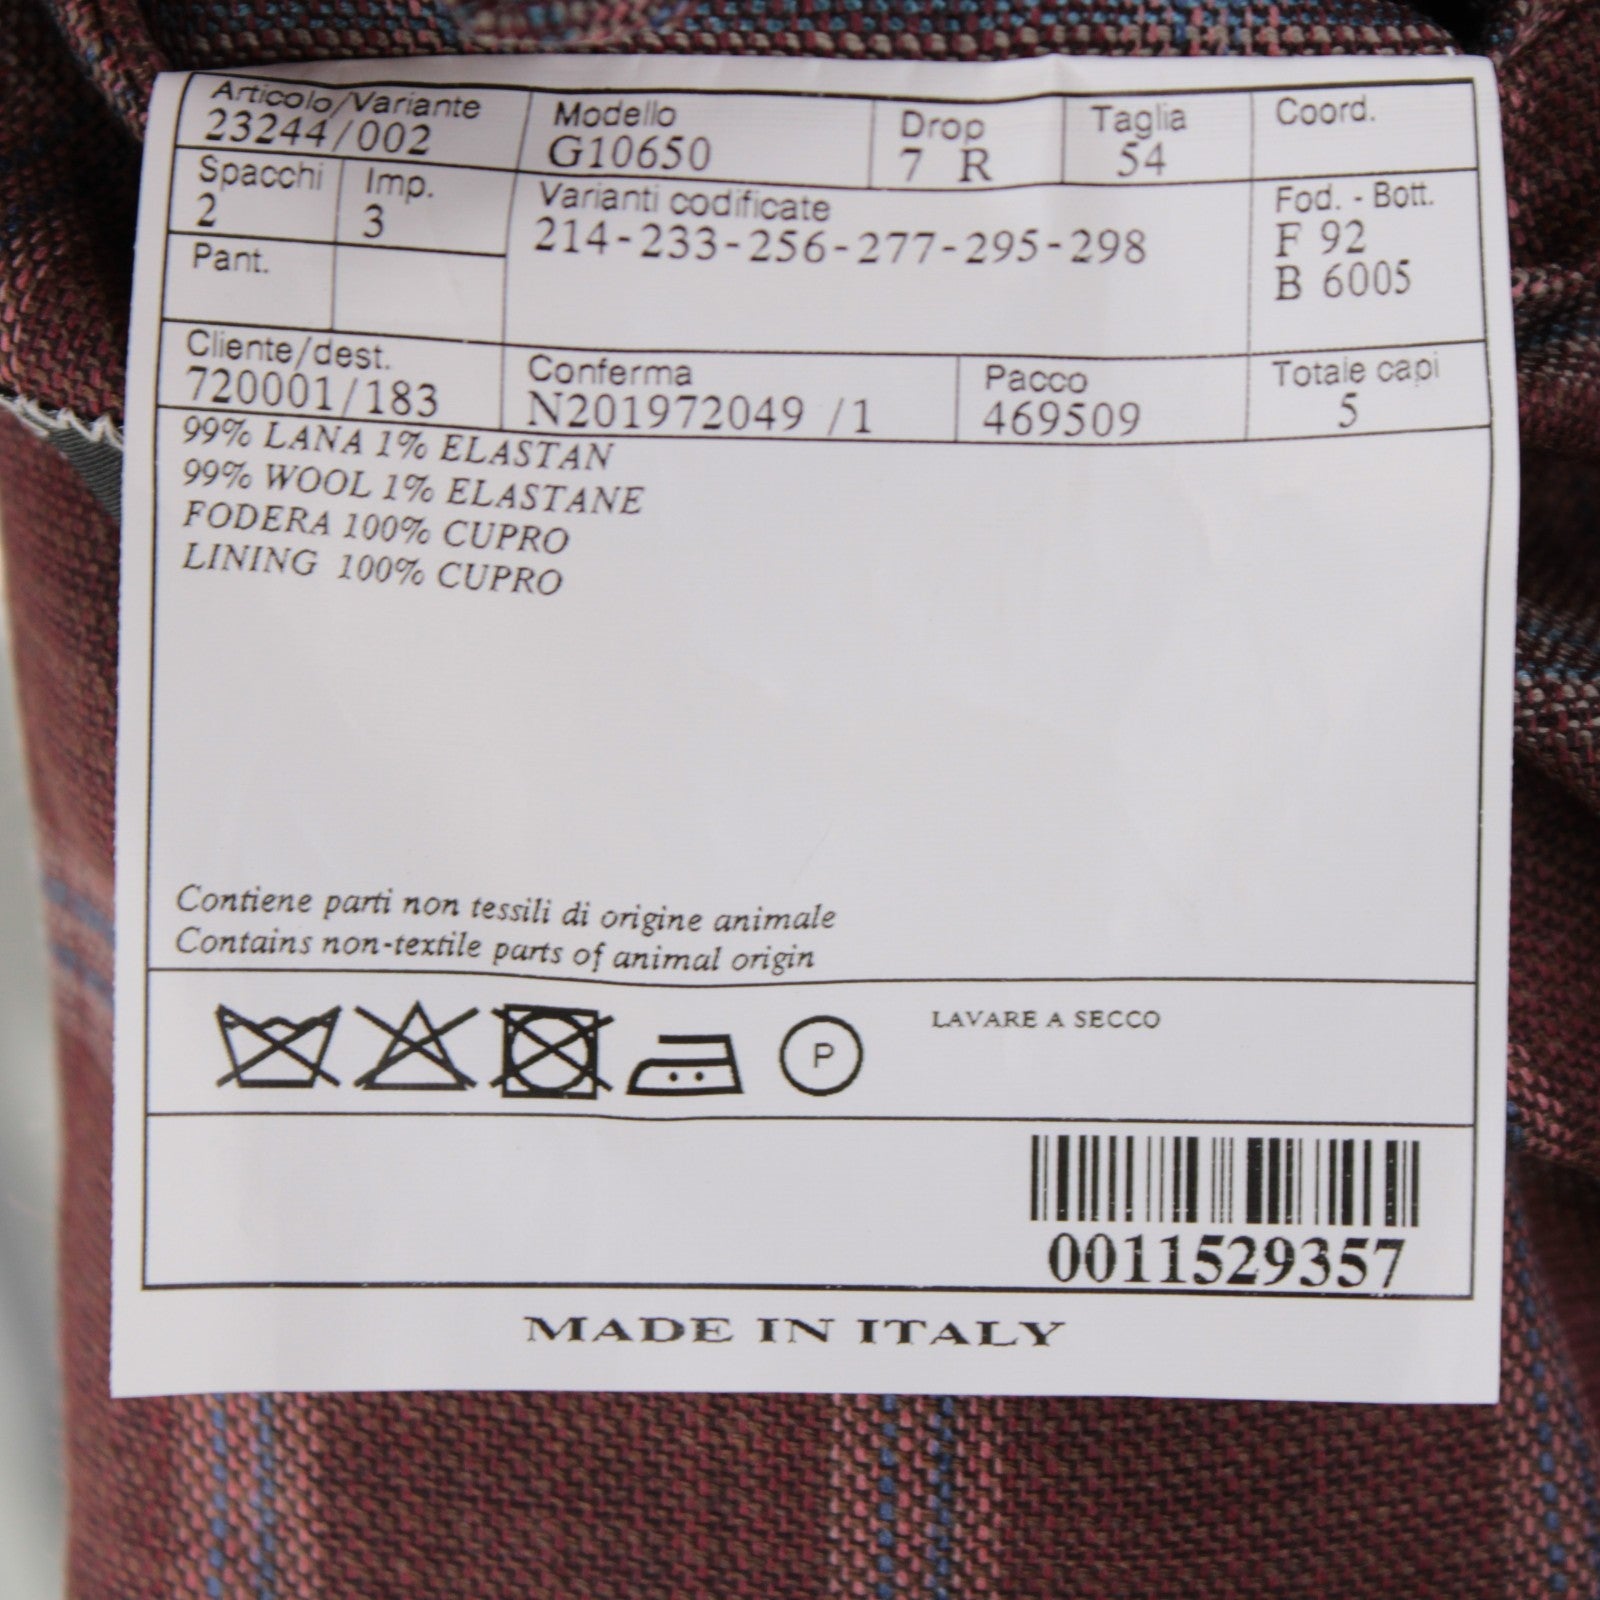 Articolo/Variante Modello Drop Taglia Coord.
23244/002 G10650 7 R 54
Spacchi Imp. Varianti codificate Fod. - Bott.
2 3 214-233-256-277-295-298 F 92
Pant. B 6005
Cliente/dest. Conferma Pacco Totale capi
720001/183 N201972049 /1 469509 5
99% LANA 1% ELASTAN
99% WOOL 1% ELASTANE
FODERA 100% CUPRO
LINING 100% CUPRO
Contiene parti non tessili di origine animale
Contains non-textile parts of animal origin
P LAVARE A SECCO
0011529357
MADE IN ITALY